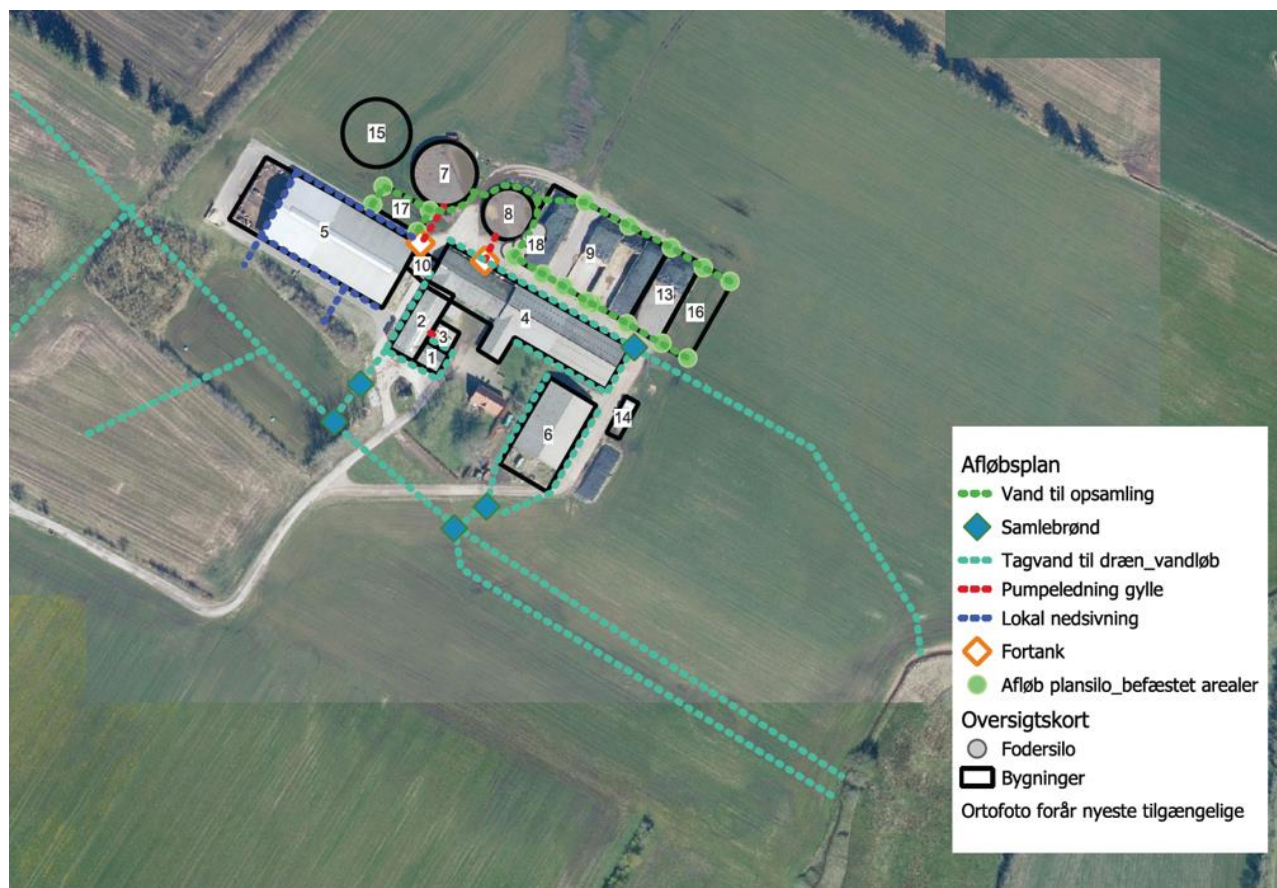 15
7
17
8
5
18
9
10
13
16
2
3
4
1
14
6
Afløbsplan
Vand til opsamling
Samlebrønd
Tagvand til dræn_vandløb
Pumpeledning gylle
Lokal nedsivning
Fortank
Afløb plansilo_befæstet arealer
Oversigtskort
Fodersilo
Bygninger
Ortofoto forår nyeste tilgængelige